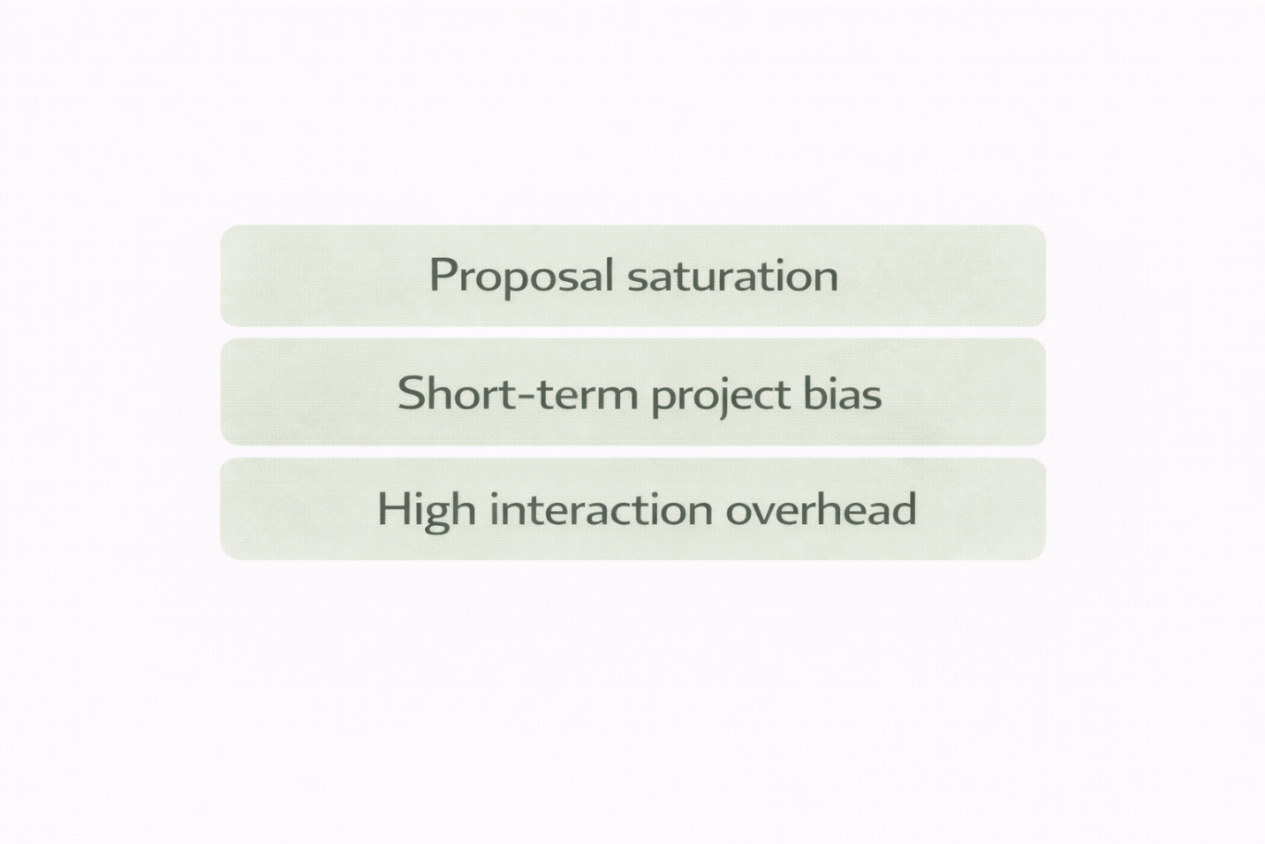 Proposal saturation
Short-term project bias
High interaction overhead